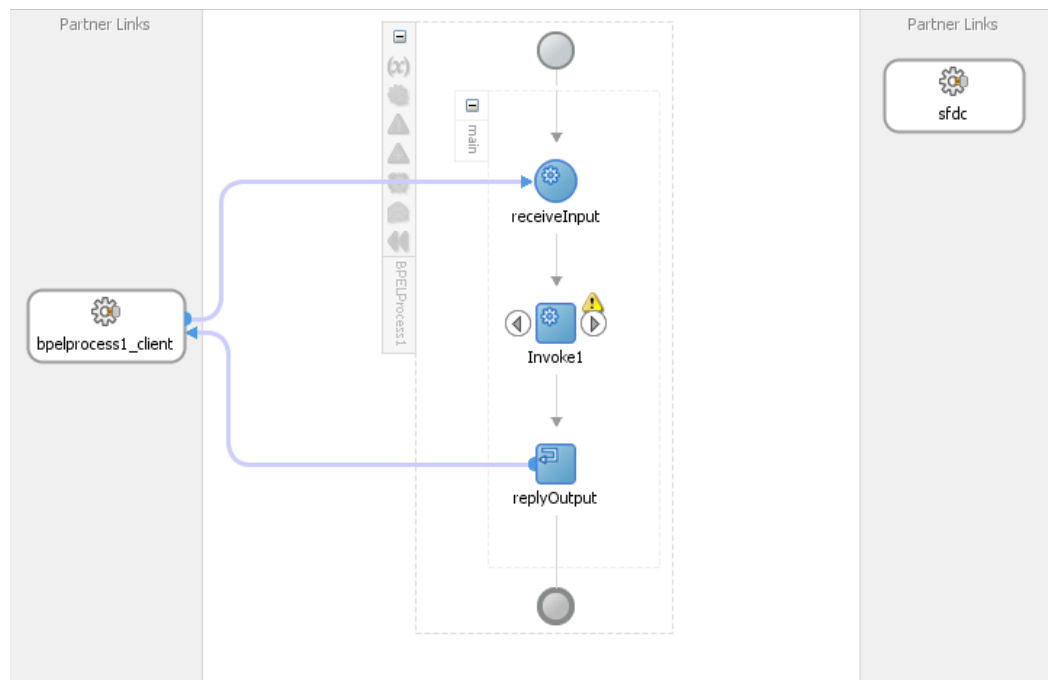 Partner Links
Partner Links
(x)
sfdc
main
receiveInput
BPELProcess1
bpelprocess1_client
Invoke1
replyOutput